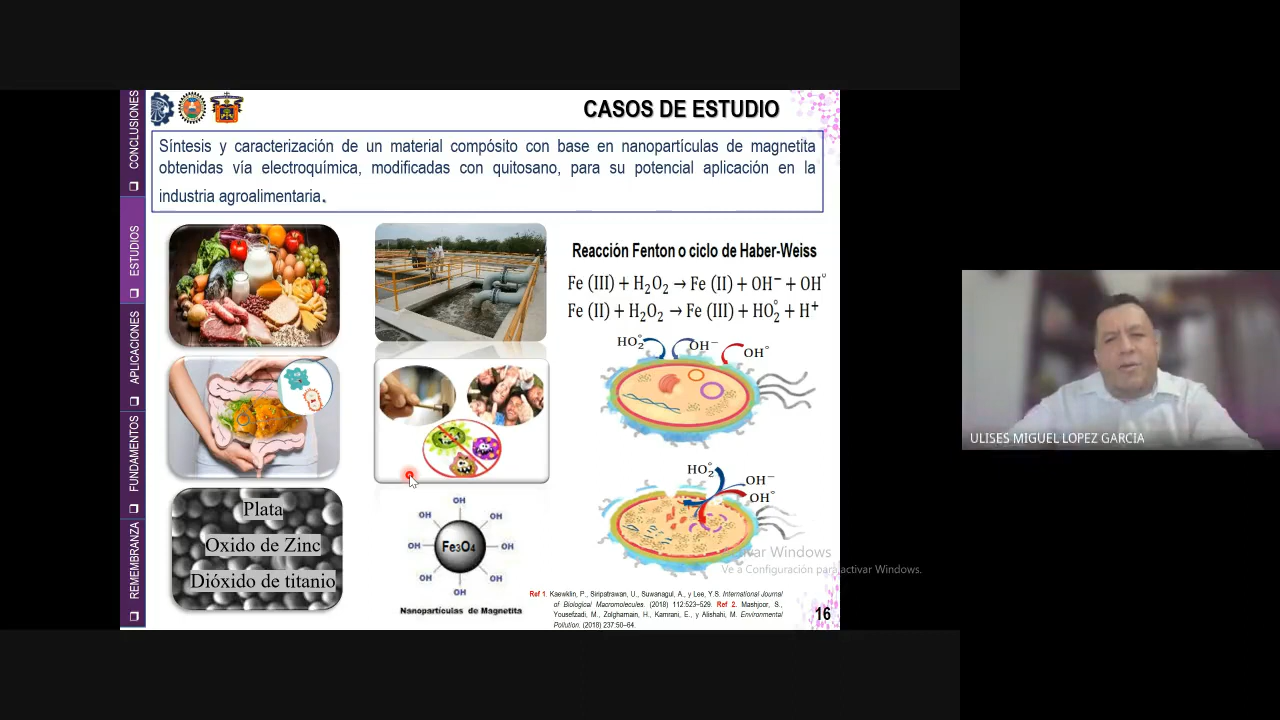 CASOS DE ESTUDIO
Síntesis y caracterización de un material compósito con base en nanopartículas de magnetita
obtenidas vía electroquímica, modificadas con quitosano, para su potencial aplicación en la
industria agroalimentaria.
CONCLUSIONES
ESTUDIOS
APLICACIONES
FUNDAMENTOS
REMEMBRANZA
Plata
Oxido de Zinc
Dióxido de titanio
OH
OH OH
OH Fe₃O₄ OH
OH OH
OH
Nanopartículas de Magnetita
Reacción Fenton o ciclo de Haber-Weiss
Fe (III) + H₂O₂ → Fe (II) + OH⁻ + OH°
Fe (II) + H₂O₂ → Fe (III) + HO₂° + H⁺
HO₂° OH⁻ OH°
HO₂° OH⁻
OH°
Ref 1. Kaewklin, P., Siripatrawan, U., Suwanagul, A., y Lee, Y.S. International Journal
of Biological Macromolecules. (2018) 112:523–529. Ref 2. Mashjoor, S.,
Yousefzadi, M., Zolgharnain, H., Kamrani, E., y Alishahi, M. Environmental
Pollution. (2018) 237:50–64.
16
Activar Windows
Ve a Configuración para activar Windows.
ULISES MIGUEL LOPEZ GARCIA